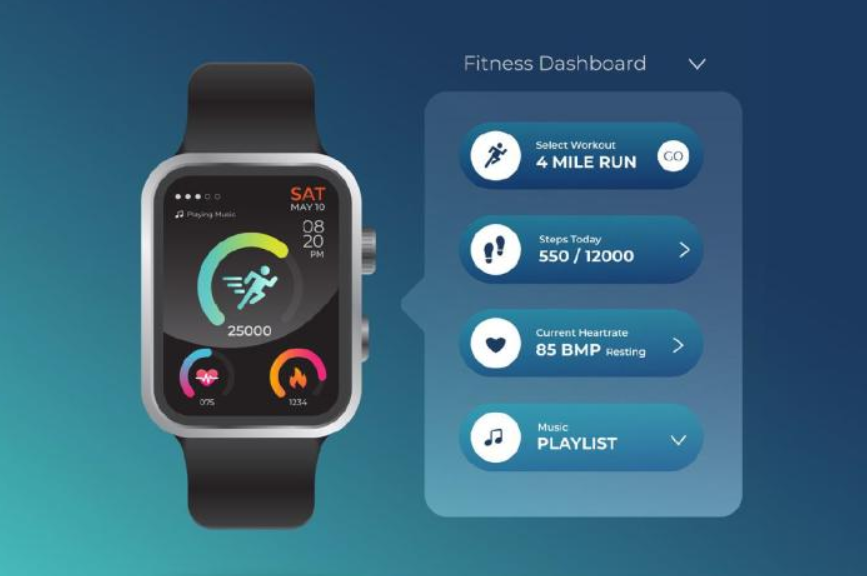 Fitness Dashboard
SAT
MAY 10
Playing Music
08
20
PM
25000
075
1234
Select Workout
4 MILE RUN
GO
Steps Today
550 / 12000
Current Heartrate
85 BMP Resting
Music
PLAYLIST